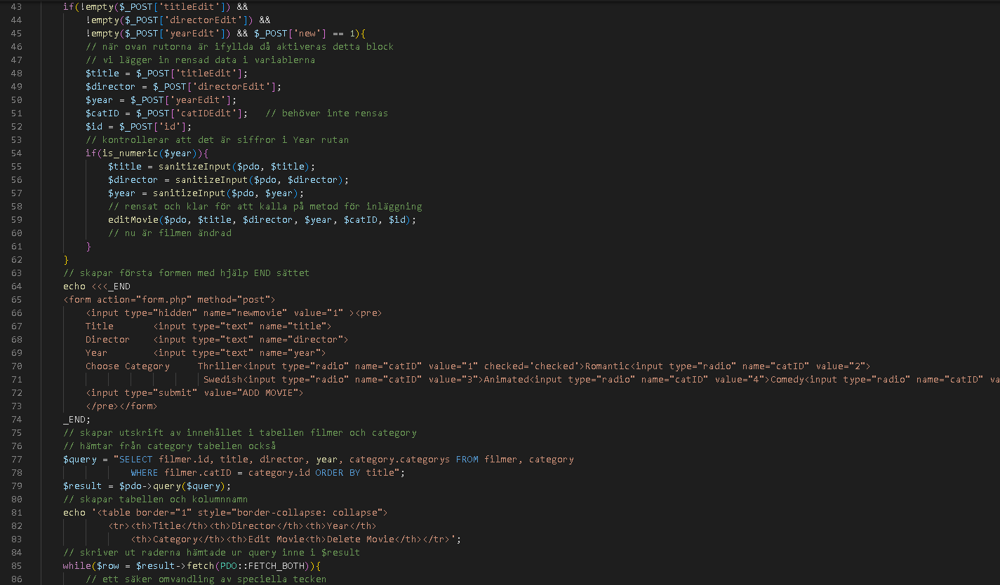 43 if(!empty($_POST['titleEdit']) &&
44 !empty($_POST['directorEdit']) &&
45 !empty($_POST['yearEdit']) && $_POST['new'] == 1){
46 // när ovan rutorna är ifyllda då aktiveras detta block
47 // vi lägger in rensad data i variablerna
48 $title = $_POST['titleEdit'];
49 $director = $_POST['directorEdit'];
50 $year = $_POST['yearEdit'];
51 $catID = $_POST['catIDEdit'];   // behöver inte rensas
52 $id = $_POST['id'];
53 // kontrollerar att det är siffror i Year rutan
54 if(is_numeric($year)){
55 $title = sanitizeInput($pdo, $title);
56 $director = sanitizeInput($pdo, $director);
57 $year = sanitizeInput($pdo, $year);
58 // rensat och klar för att kalla på metod för inläggning
59 editMovie($pdo, $title, $director, $year, $catID, $id);
60 // nu är filmen ändrad
61 }
62 }
63 // skapar första formen med hjälp END sättet
64 echo <<<_END
65 <form action="form.php" method="post">
66 <input type="hidden" name="newmovie" value="1" ><pre>
67 Title       <input type="text" name="title">
68 Director    <input type="text" name="director">
69 Year        <input type="text" name="year">
70 Choose Category     Thriller<input type="radio" name="catID" value="1" checked='checked'>Romantic<input type="radio" name="catID" value="2">
71 Swedish<input type="radio" name="catID" value="3">Animated<input type="radio" name="catID" value="4">Comedy<input type="radio" name="catID" va
72 <input type="submit" value="ADD MOVIE">
73 </pre></form>
74 _END;
75 // skapar utskrift av innehållet i tabellen filmer och category
76 // hämtar från category tabellen också
77 $query = "SELECT filmer.id, title, director, year, category.categorys FROM filmer, category
78 WHERE filmer.catID = category.id ORDER BY title";
79 $result = $pdo->query($query);
80 // skapar tabellen och kolumnnamn
81 echo '<table border="1" style="border-collapse: collapse">
82 <tr><th>Title</th><th>Director</th><th>Year</th>
83 <th>Category</th><th>Edit Movie<th>Delete Movie</th></tr>';
84 // skriver ut raderna hämtade ur query inne i $result
85 while($row = $result->fetch(PDO::FETCH_BOTH)){
86 // ett säker omvandling av speciella tecken